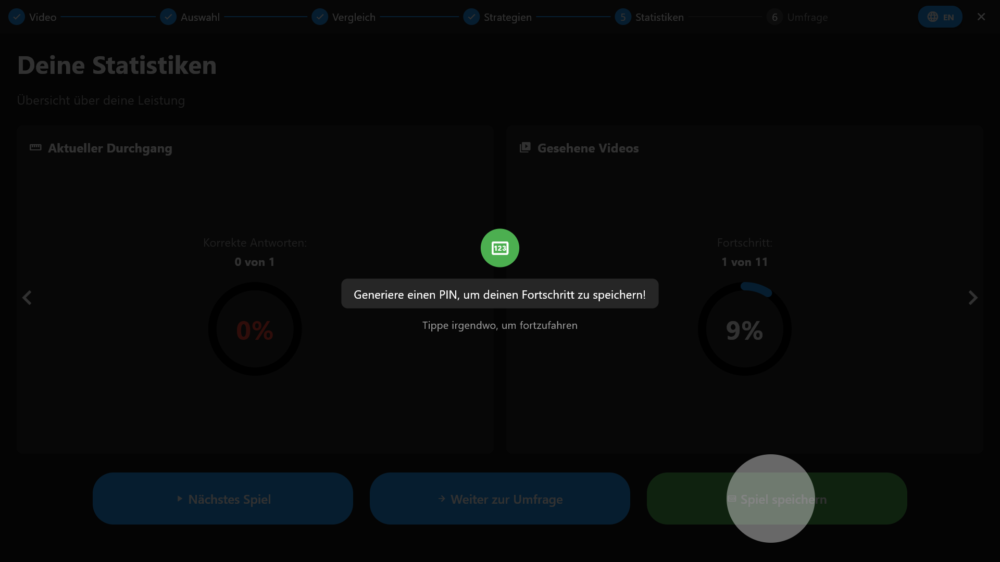 Video
Auswahl
Vergleich
Strategien
5 Statistiken
6 Umfrage
EN
Deine Statistiken
Übersicht über deine Leistung
Aktueller Durchgang
Gesehene Videos
Korrekte Antworten:
0 von 1
0%
Fortschritt:
1 von 11
9%
123
Generiere einen PIN, um deinen Fortschritt zu speichern!
Tippe irgendwo, um fortzufahren
Nächstes Spiel
Weiter zur Umfrage
Spiel speichern